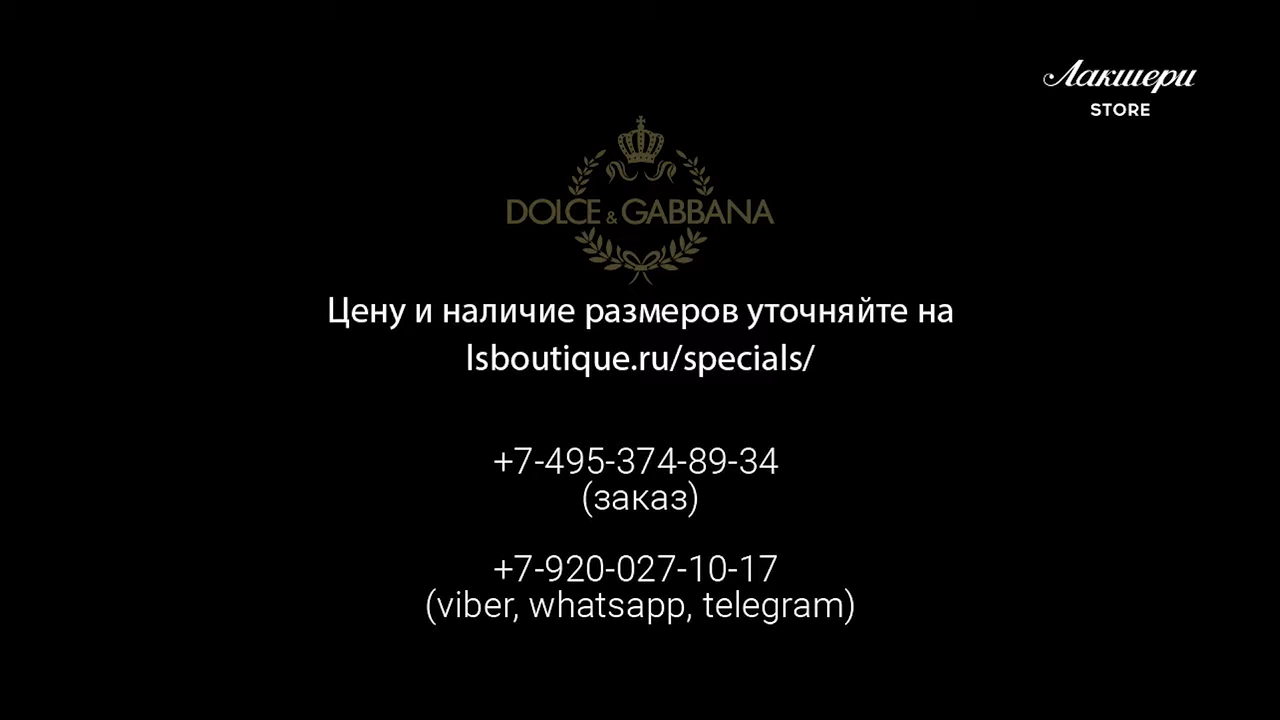 Лакшери
STORE
DOLCE & GABBANA
Цену и наличие размеров уточняйте на
lsboutique.ru/specials/
+7-495-374-89-34
(заказ)
+7-920-027-10-17
(viber, whatsapp, telegram)